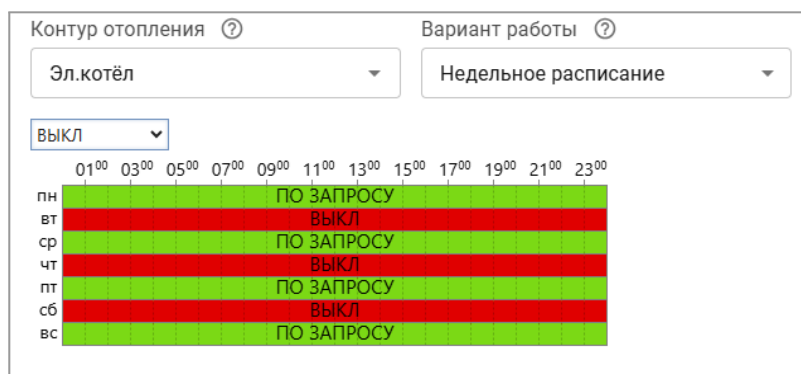 Контур отопления ? Вариант работы ?
Эл.котёл Недельное расписание
ВЫКЛ
01⁰⁰ 03⁰⁰ 05⁰⁰ 07⁰⁰ 09⁰⁰ 11⁰⁰ 13⁰⁰ 15⁰⁰ 17⁰⁰ 19⁰⁰ 21⁰⁰ 23⁰⁰
пн ПО ЗАПРОСУ
вт ВЫКЛ
ср ПО ЗАПРОСУ
чт ВЫКЛ
пт ПО ЗАПРОСУ
сб ВЫКЛ
вс ПО ЗАПРОСУ